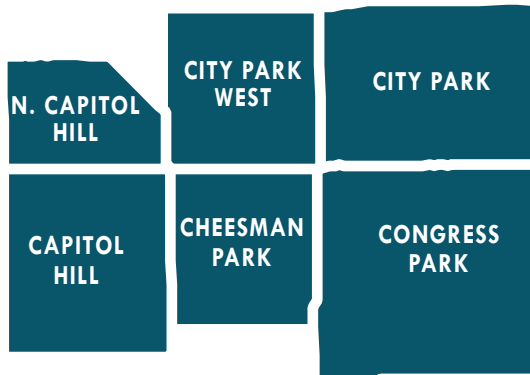 N. CAPITOL
HILL
CITY PARK
WEST
CITY PARK
CAPITOL
HILL
CHEESMAN
PARK
CONGRESS
PARK